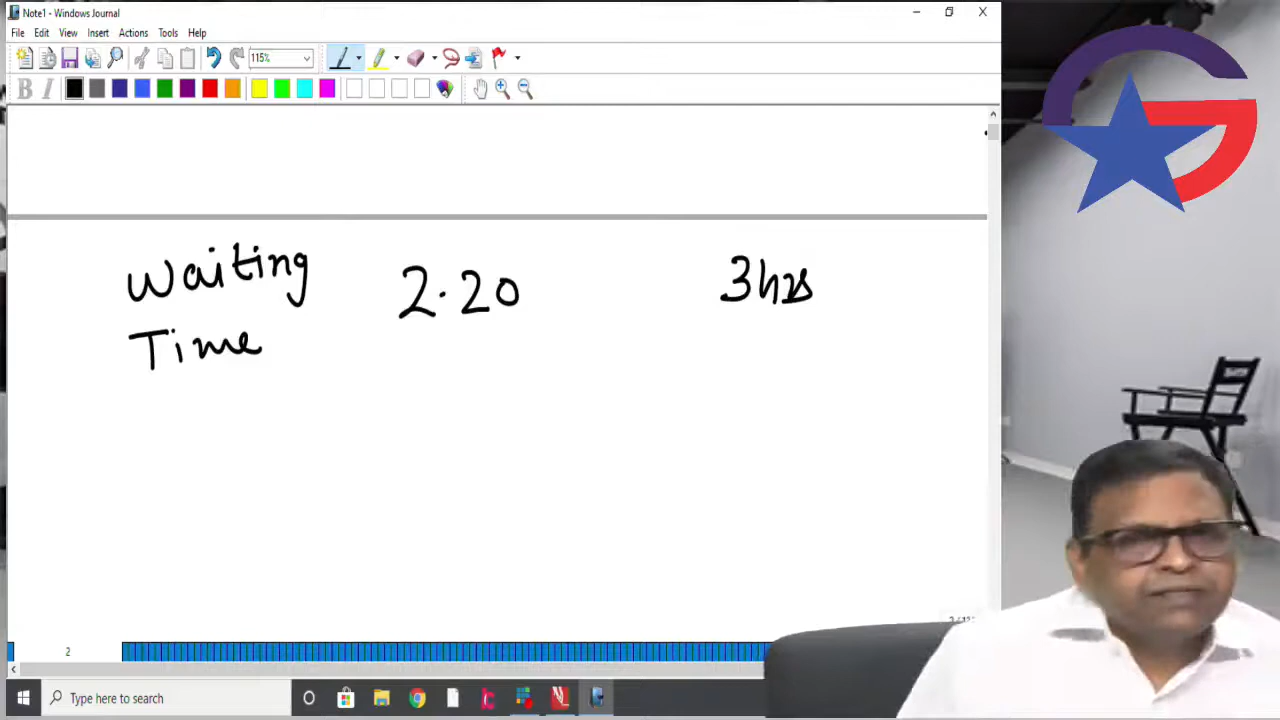 Note1 - Windows Journal
File Edit View Insert Actions Tools Help
115%
B I
Waiting 2.20 3hrs
Time
2
Type here to search